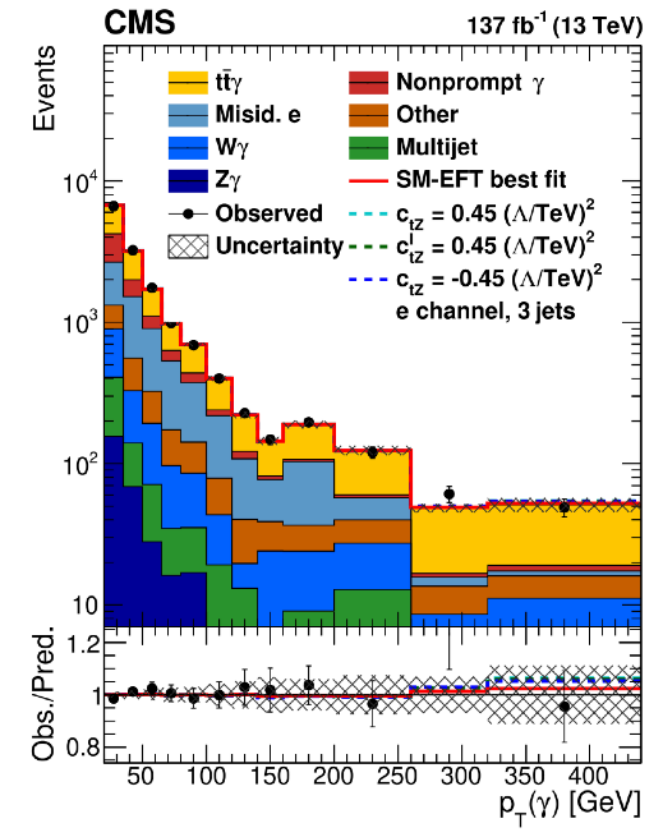 CMS 137 fb⁻¹ (13 TeV)
Events
tt̄γ Nonprompt γ
Misid. e Other
Wγ Multijet
Zγ SM-EFT best fit
Observed c_tZ = 0.45 (Λ/TeV)²
Uncertainty c^I_tZ = 0.45 (Λ/TeV)²
c_tZ = -0.45 (Λ/TeV)²
e channel, 3 jets
10⁴
10³
10²
10
Obs./Pred.
1.2
1
0.8
50 100 150 200 250 300 350 400
p_T(γ) [GeV]